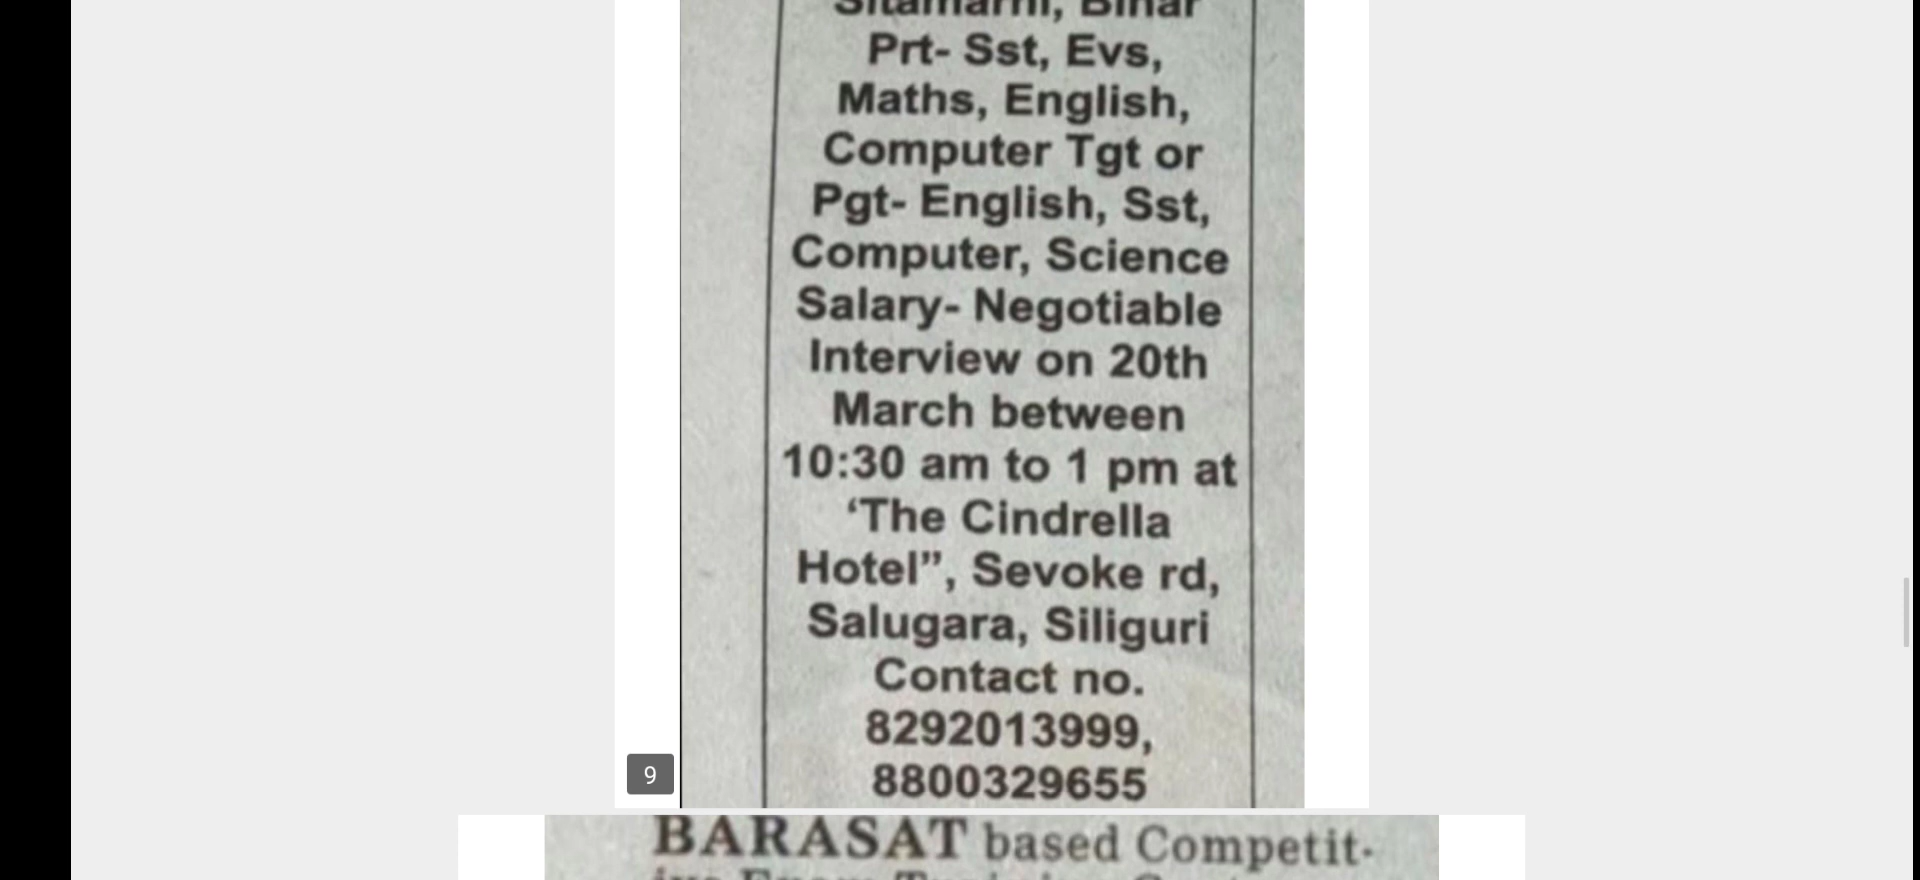 Sitamarhi, Bihar
Prt- Sst, Evs,
Maths, English,
Computer Tgt or
Pgt- English, Sst,
Computer, Science
Salary- Negotiable
Interview on 20th
March between
10:30 am to 1 pm at
‘The Cindrella
Hotel”, Sevoke rd,
Salugara, Siliguri
Contact no.
8292013999,
8800329655
9
BARASAT based Competit-